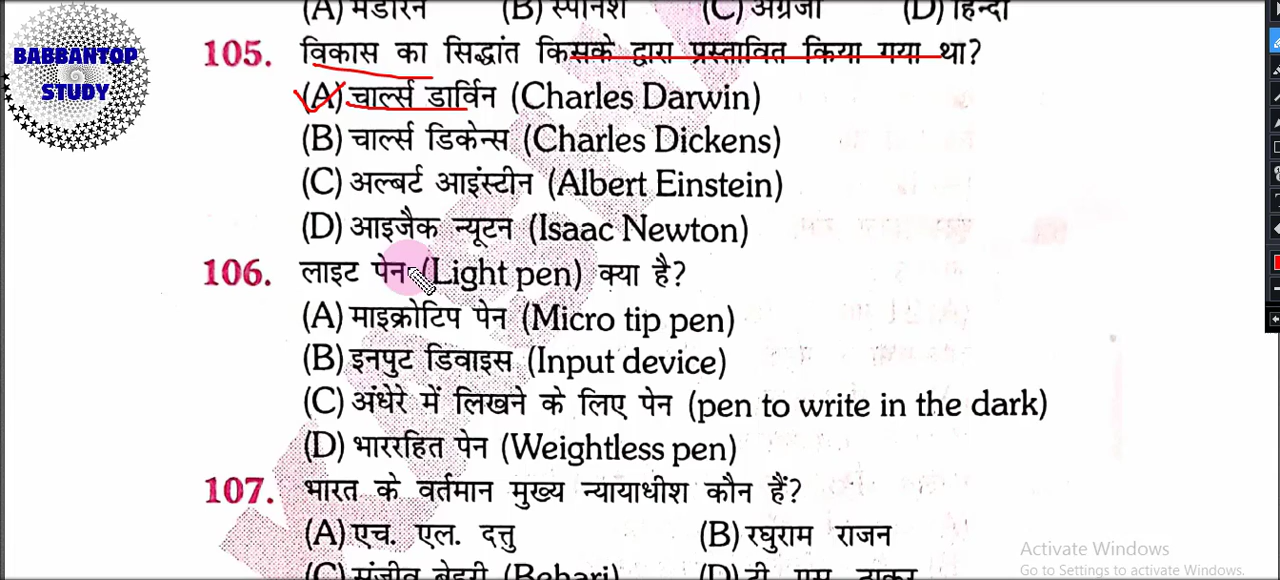 (A) मंडारिन (B) स्पेनिश (C) अंग्रेजी (D) हिन्दी
BABBANTOP
STUDY
105. विकास का सिद्धांत किसके द्वारा प्रस्तावित किया गया था?
(A) चार्ल्स डार्विन (Charles Darwin)
(B) चार्ल्स डिकेन्स (Charles Dickens)
(C) अल्बर्ट आइंस्टीन (Albert Einstein)
(D) आइजैक न्यूटन (Isaac Newton)
106. लाइट पेन (Light pen) क्या है?
(A) माइक्रोटिप पेन (Micro tip pen)
(B) इनपुट डिवाइस (Input device)
(C) अंधेरे में लिखने के लिए पेन (pen to write in the dark)
(D) भाररहित पेन (Weightless pen)
107. भारत के वर्तमान मुख्य न्यायाधीश कौन हैं?
(A) एच. एल. दत्तु (B) रघुराम राजन
(C) संजीव बेहरी (Behari) (D) टी. एस. ठाकुर
Activate Windows
Go to Settings to activate Windows.